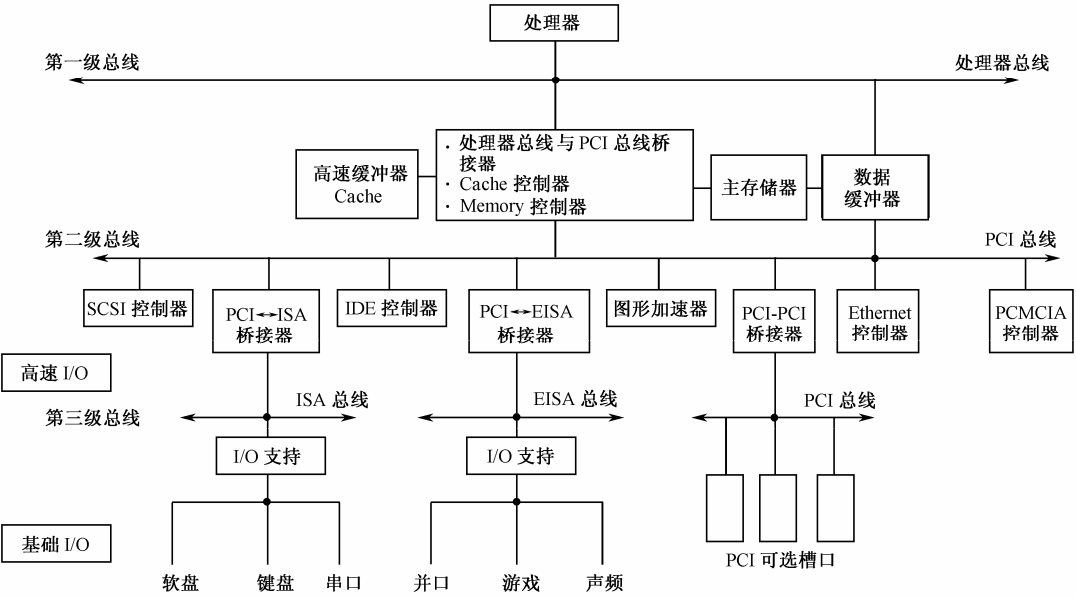 处理器
第一级总线
处理器总线
· 处理器总线与 PCI 总线桥
接器
· Cache 控制器
· Memory 控制器
高速缓冲器
Cache
主存储器
数据
缓冲器
第二级总线
PCI 总线
SCSI 控制器
PCI↔ISA
桥接器
IDE 控制器
PCI↔EISA
桥接器
图形加速器
PCI-PCI
桥接器
Ethernet
控制器
PCMCIA
控制器
高速 I/O
第三级总线
ISA 总线
EISA 总线
PCI 总线
I/O 支持
I/O 支持
基础 I/O
软盘
键盘
串口
并口
游戏
声频
PCI 可选槽口